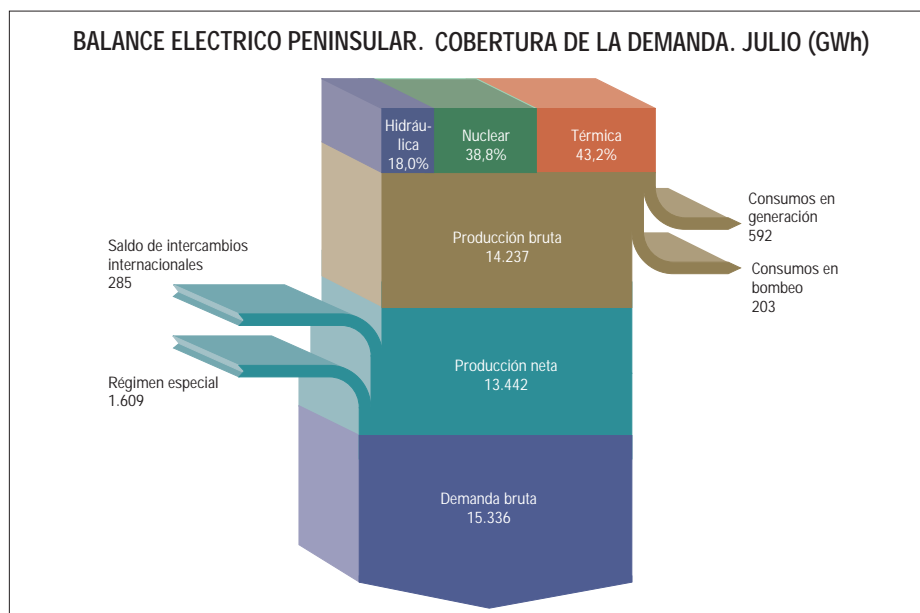 BALANCE ELECTRICO PENINSULAR. COBERTURA DE LA DEMANDA. JULIO (GWh)
Hidráu-
lica
18,0%
Nuclear
38,8%
Térmica
43,2%
Consumos en
generación
592
Producción bruta
14.237
Saldo de intercambios
internacionales
285
Consumos en
bombeo
203
Producción neta
13.442
Régimen especial
1.609
Demanda bruta
15.336